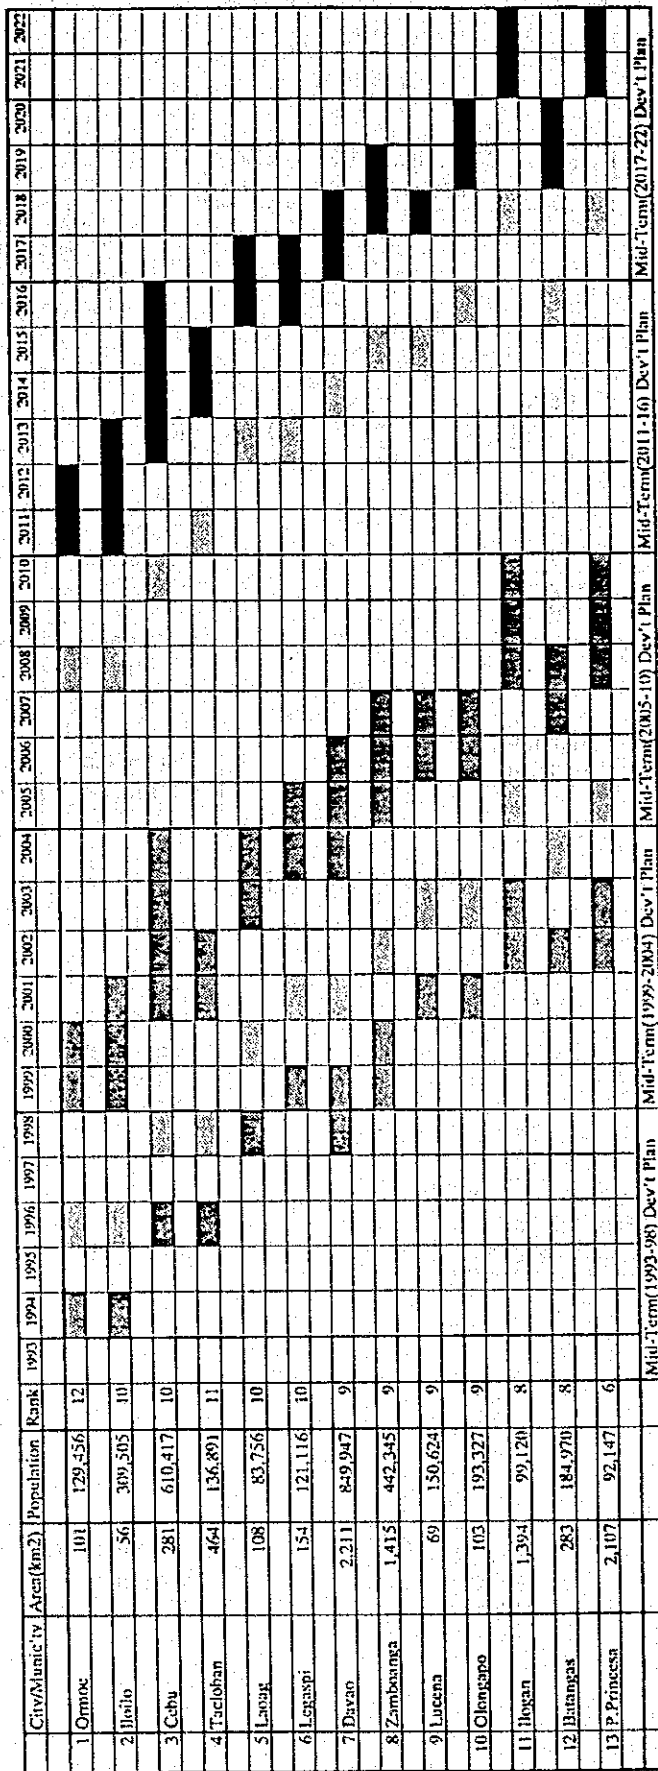 City/Munic'ty Area(km2) Population Rank 1993 1994 1995 1996 1997 1998 1999 2000 2001 2002 2003 2004 2005 2006 2007 2008 2009 2010 2011 2012 2013 2014 2015 2016 2017 2018 2019 2020 2021 2022
1 Ormoc 101 129,456 12
2 Iloilo 56 309,505 10
3 Cebu 281 610,417 10
4 Tacloban 464 136,891 11
5 Laoag 108 83,756 10
6 Legaspi 154 121,116 10
7 Davao 2,211 849,947 9
8 Zamboanga 1,415 442,345 9
9 Lucena 69 150,624 9
10 Olongapo 103 193,327 9
11 Ilogan 1,394 99,120 8
12 Batangas 283 184,970 8
13 P.Princesa 2,107 92,147 6
Mid-Term(1993-98) Dev't Plan Mid-Term(1999-2004) Dev't Plan Mid-Term(2005-10) Dev't Plan Mid-Term(2011-16) Dev't Plan Mid-Term(2017-22) Dev't Plan